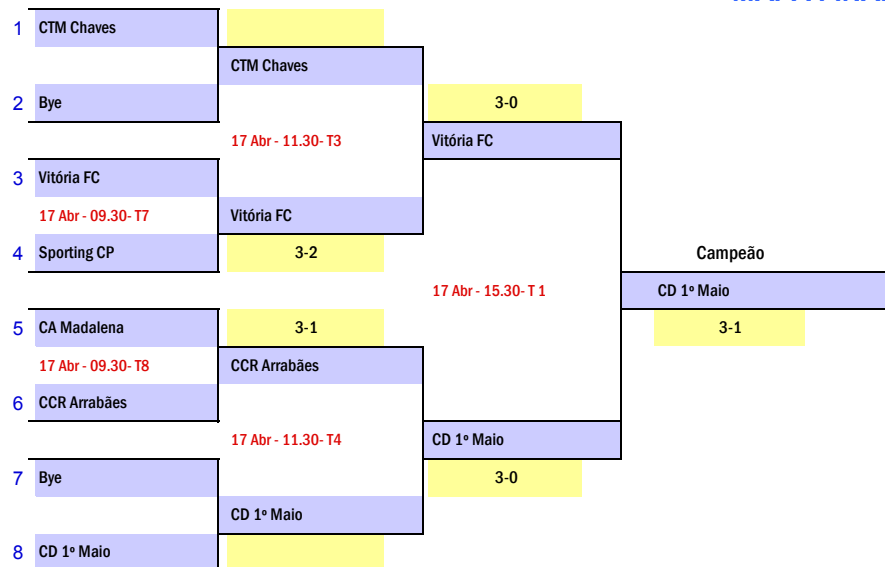 1 CTM Chaves
CTM Chaves
2 Bye
3-0
17 Abr - 11.30- T3
Vitória FC
3 Vitória FC
17 Abr - 09.30- T7
Vitória FC
4 Sporting CP
3-2
Campeão
17 Abr - 15.30- T 1
CD 1º Maio
5 CA Madalena
3-1
3-1
17 Abr - 09.30- T8
CCR Arrabães
6 CCR Arrabães
17 Abr - 11.30- T4
CD 1º Maio
7 Bye
3-0
CD 1º Maio
8 CD 1º Maio